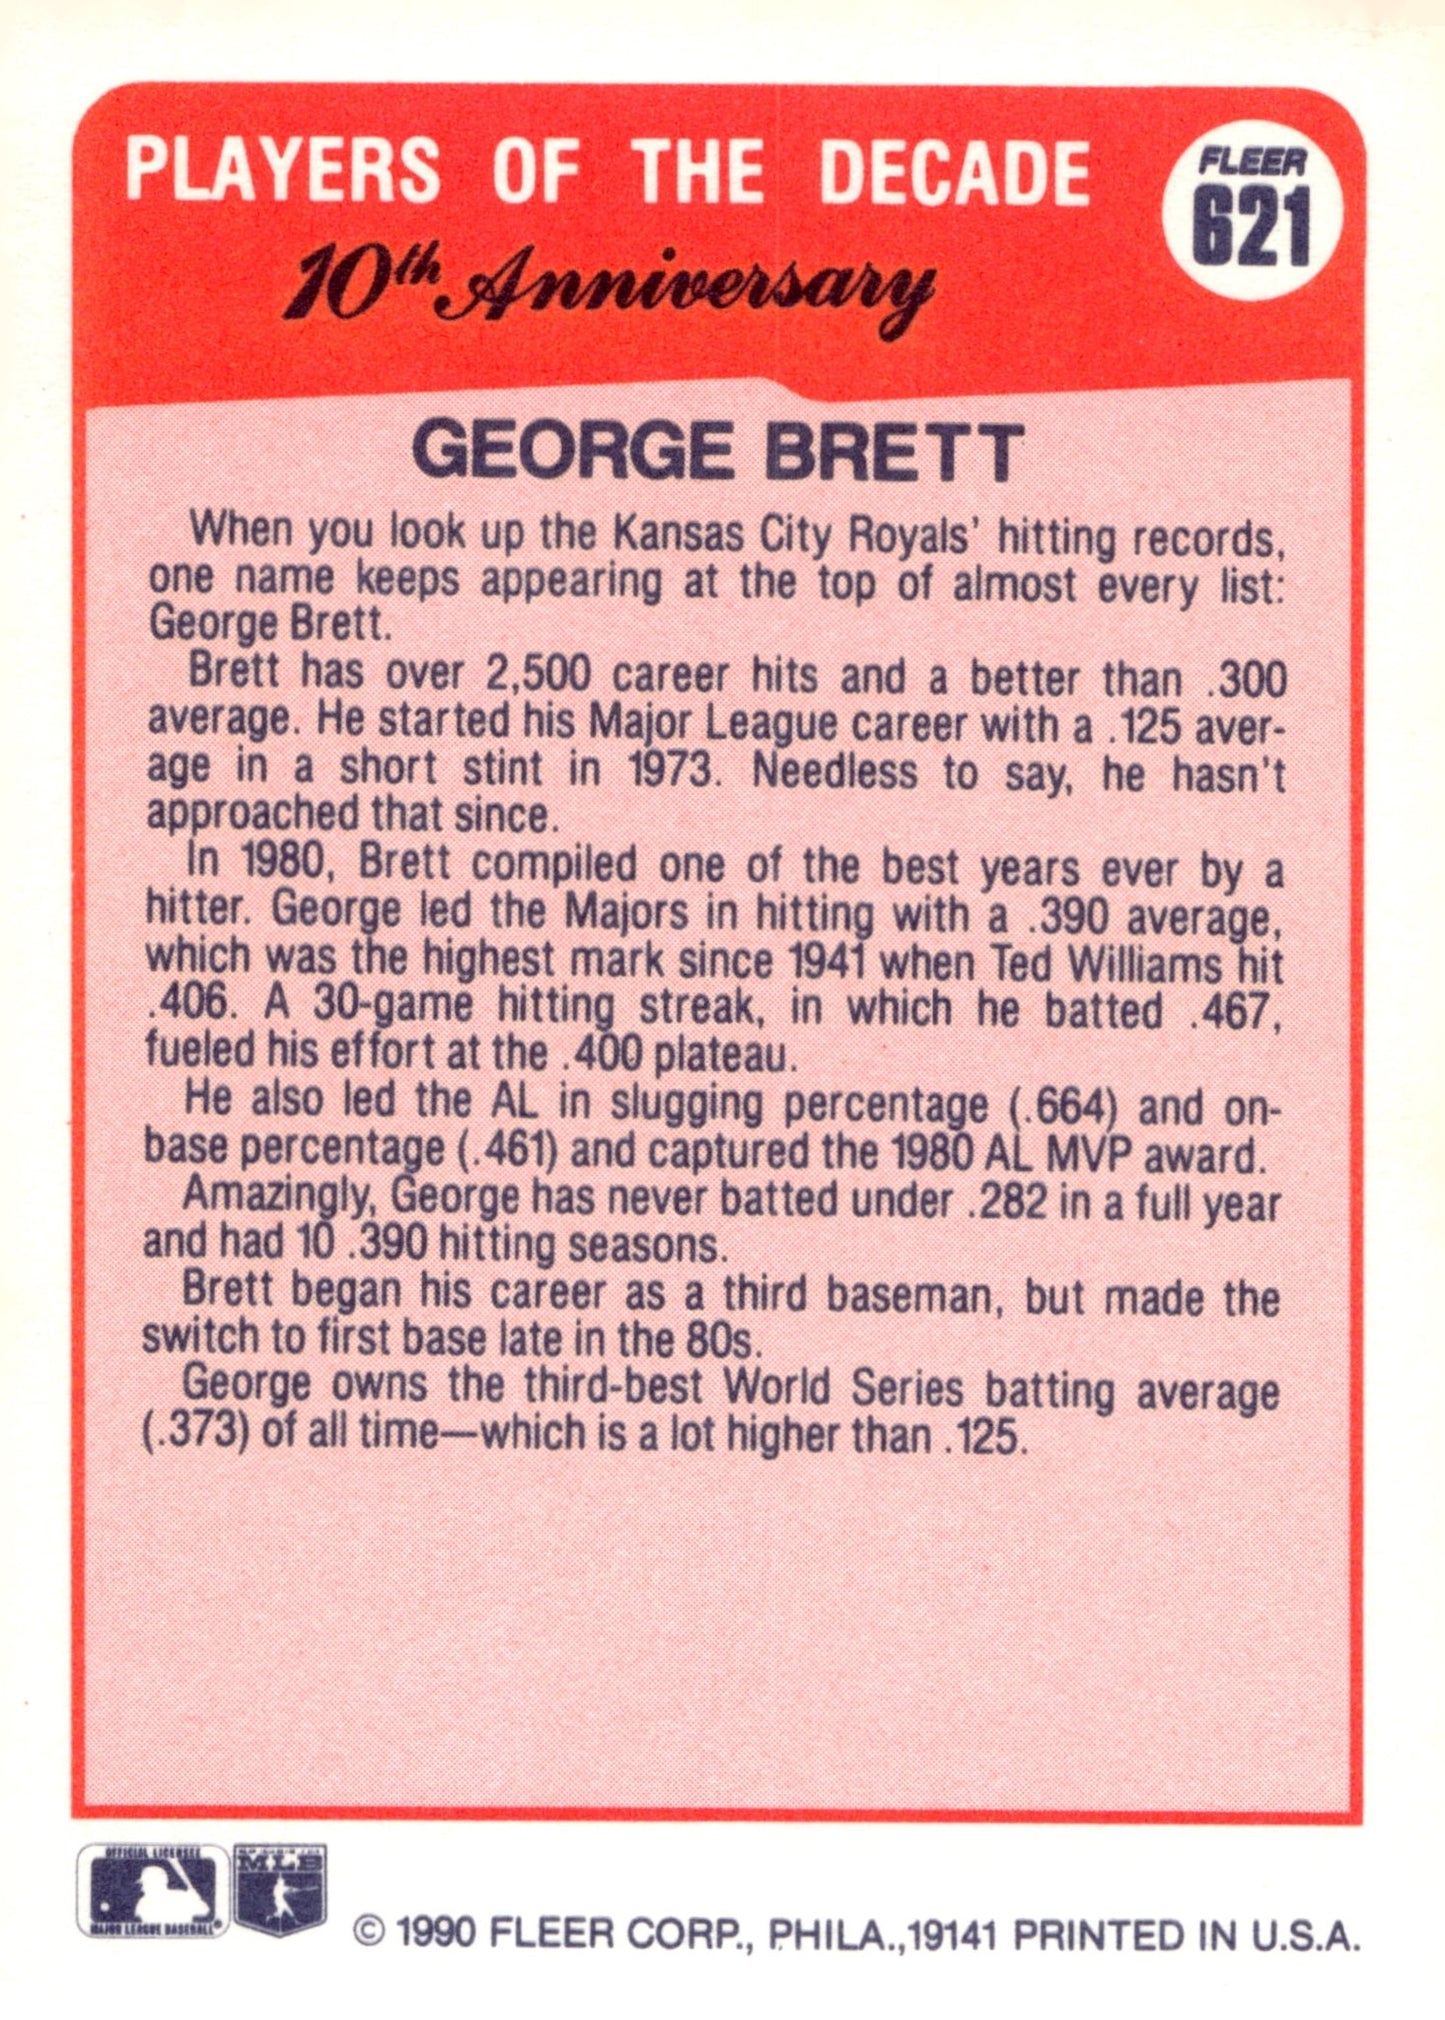 PLAYERS OF THE DECADE
FLEER
621
10th Anniversary
GEORGE BRETT
When you look up the Kansas City Royals' hitting records,
one name keeps appearing at the top of almost every list:
George Brett.
Brett has over 2,500 career hits and a better than .300
average. He started his Major League career with a .125 aver-
age in a short stint in 1973. Needless to say, he hasn't
approached that since.
In 1980, Brett compiled one of the best years ever by a
hitter. George led the Majors in hitting with a .390 average,
which was the highest mark since 1941 when Ted Williams hit
.406. A 30-game hitting streak, in which he batted .467,
fueled his effort at the .400 plateau.
He also led the AL in slugging percentage (.664) and on-
base percentage (.461) and captured the 1980 AL MVP award.
Amazingly, George has never batted under .282 in a full year
and had 10 .390 hitting seasons.
Brett began his career as a third baseman, but made the
switch to first base late in the 80s.
George owns the third-best World Series batting average
(.373) of all time—which is a lot higher than .125.
OFFICIAL LICENSEE
MAJOR LEAGUE BASEBALL®
MLB
© 1990 FLEER CORP., PHILA.,19141 PRINTED IN U.S.A.